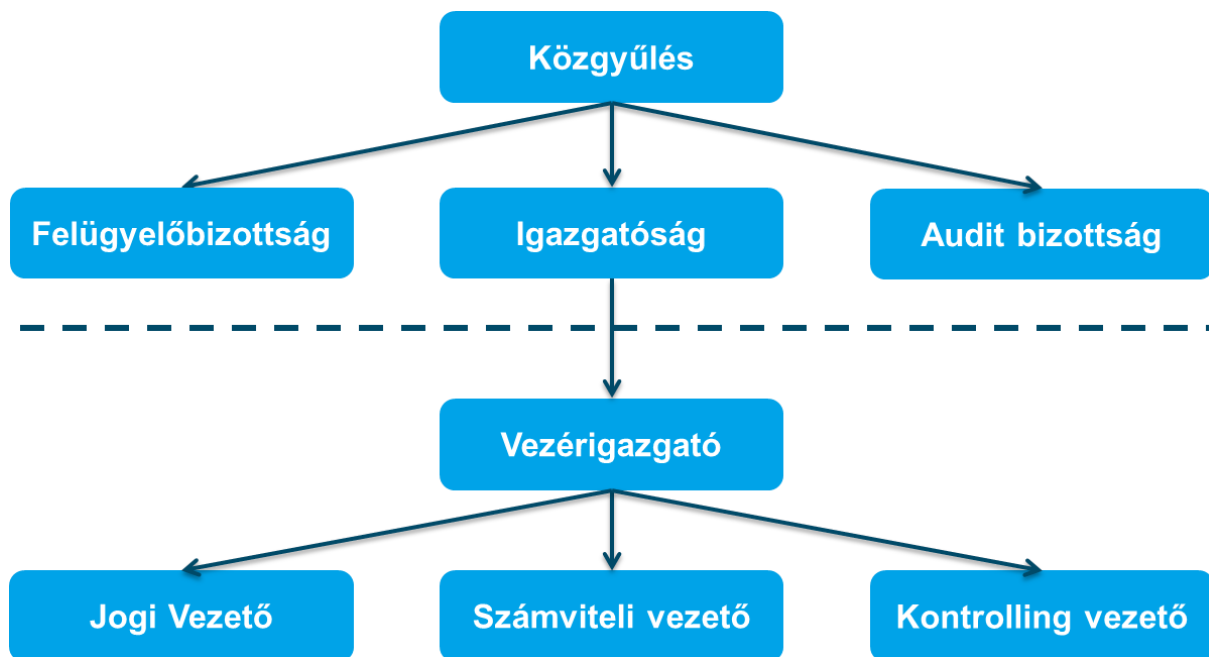 Közgyűlés
Felügyelőbizottság
Igazgatóság
Audit bizottság
Vezérigazgató
Jogi Vezető
Számviteli vezető
Kontrolling vezető